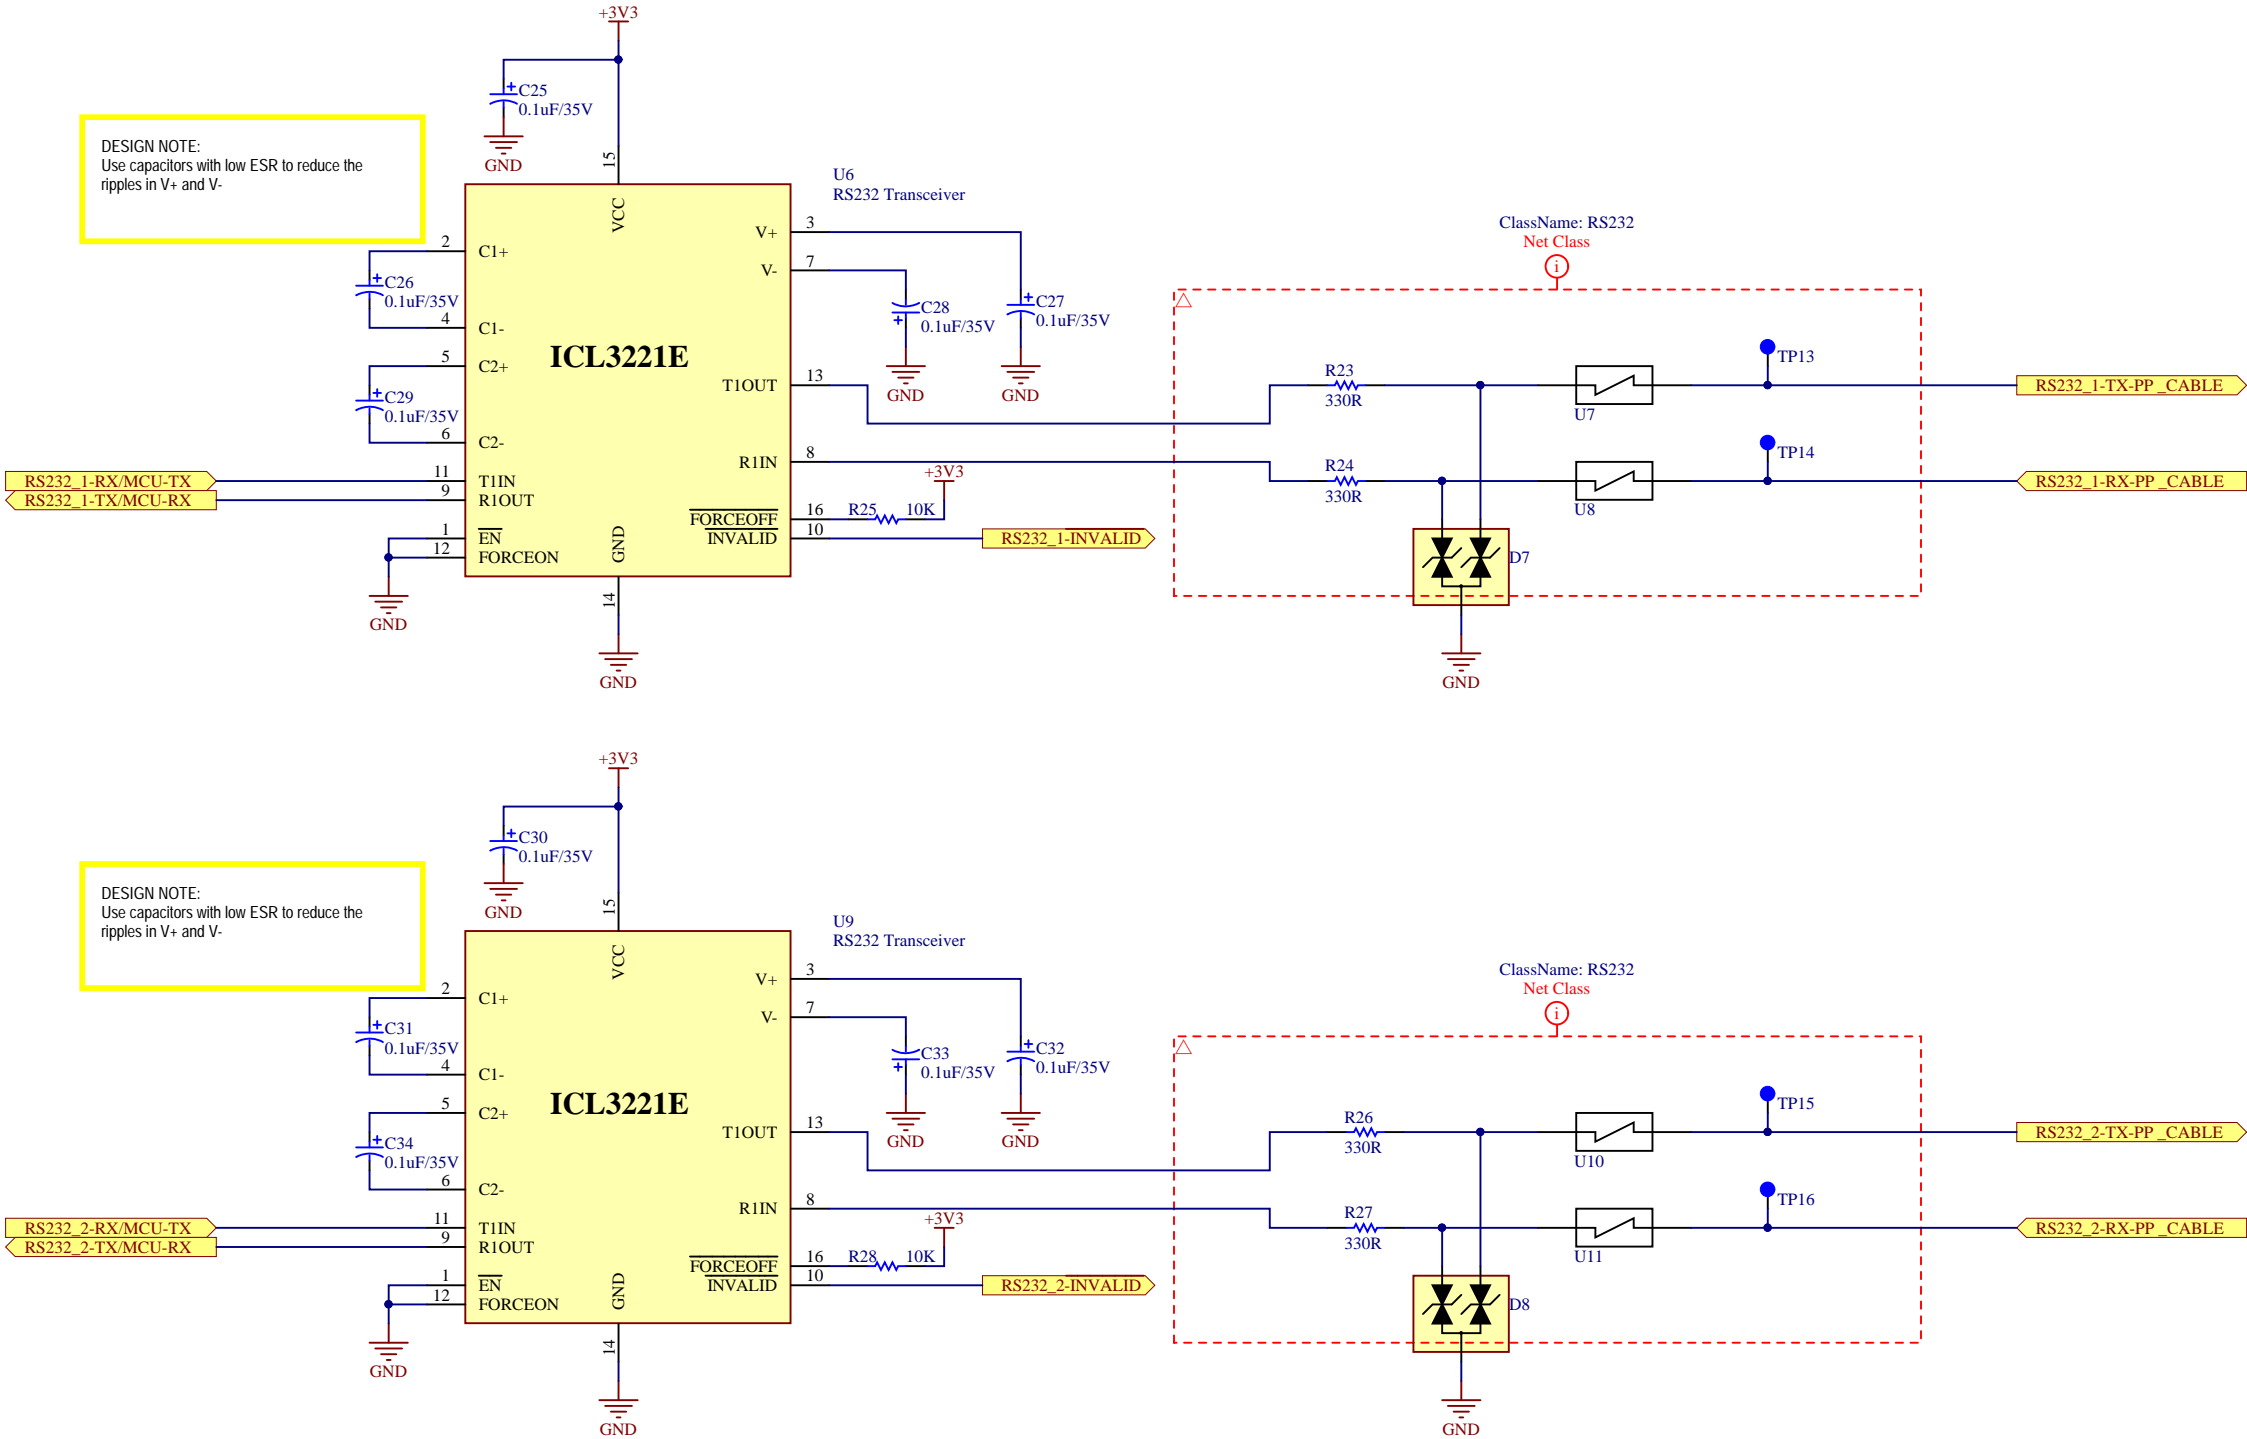 +3V3
C25
0.1uF/35V
GND
DESIGN NOTE:
Use capacitors with low ESR to reduce the
ripples in V+ and V-
15
U6
RS232 Transceiver
VCC
2
C1+
C26
0.1uF/35V
4
C1-
5
C2+
C29
0.1uF/35V
6
C2-
ICL3221E
RS232_1-RX/MCU-TX
11
T1IN
RS232_1-TX/MCU-RX
9
R1OUT
1
EN
12
FORCEON
GND
GND
14
GND
V+
3
V-
7
C28
0.1uF/35V
GND
C27
0.1uF/35V
GND
T1OUT
13
R1IN
8
FORCEOFF
16
R25
10K
+3V3
INVALID
10
RS232_1-INVALID
ClassName: RS232
Net Class
i
R23
330R
U7
TP13
RS232_1-TX-PP_CABLE
R24
330R
U8
TP14
RS232_1-RX-PP_CABLE
D7
GND
+3V3
C30
0.1uF/35V
GND
DESIGN NOTE:
Use capacitors with low ESR to reduce the
ripples in V+ and V-
15
U9
RS232 Transceiver
VCC
2
C1+
C31
0.1uF/35V
4
C1-
5
C2+
C34
0.1uF/35V
6
C2-
ICL3221E
RS232_2-RX/MCU-TX
11
T1IN
RS232_2-TX/MCU-RX
9
R1OUT
1
EN
12
FORCEON
GND
GND
14
GND
V+
3
V-
7
C33
0.1uF/35V
GND
C32
0.1uF/35V
GND
T1OUT
13
R1IN
8
FORCEOFF
16
R28
10K
+3V3
INVALID
10
RS232_2-INVALID
ClassName: RS232
Net Class
i
R26
330R
U10
TP15
RS232_2-TX-PP_CABLE
R27
330R
U11
TP16
RS232_2-RX-PP_CABLE
D8
GND